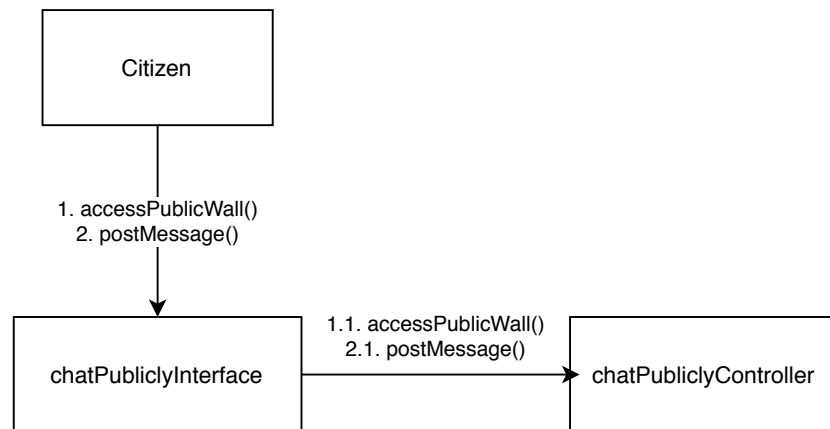 Citizen
1. accessPublicWall()
2. postMessage()
1.1. accessPublicWall()
2.1. postMessage()
chatPubliclyInterface
chatPubliclyController